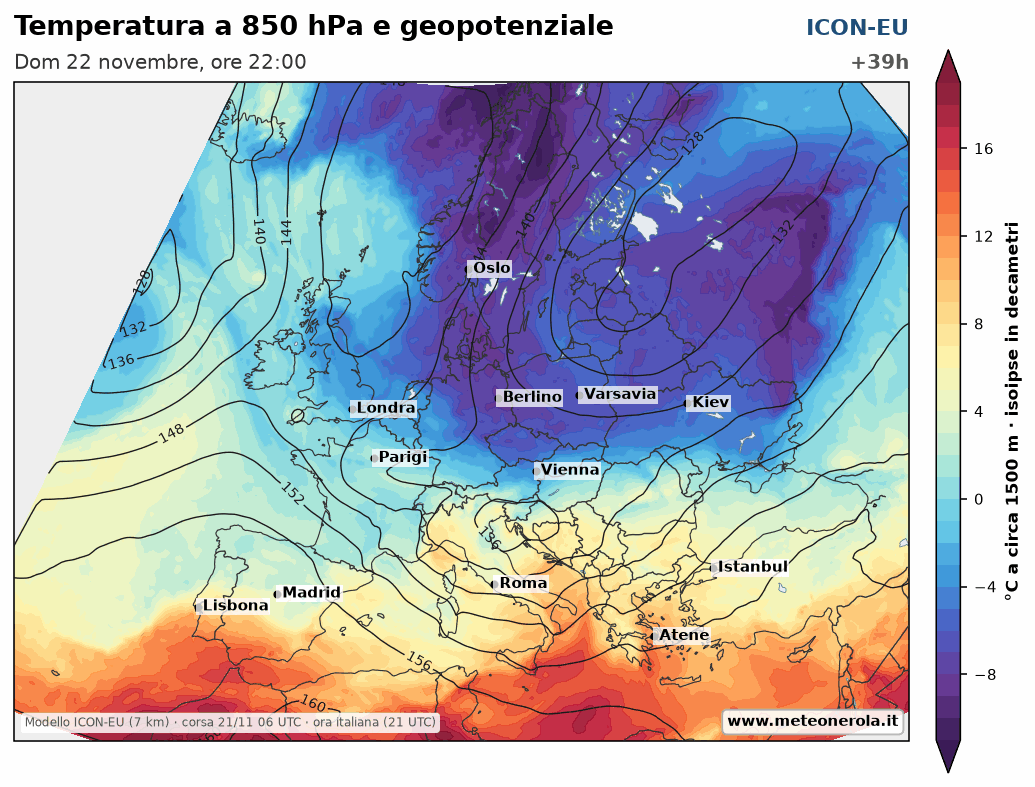 Temperatura a 850 hPa e geopotenziale
ICON-EU
Dom 22 novembre, ore 22:00
+39h
128
140
144
140
132
128
132
136
148
152
136
156
160
Oslo
Londra
Berlino
Varsavia
Kiev
Parigi
Vienna
Roma
Istanbul
Madrid
Lisbona
Atene
Modello ICON-EU (7 km) · corsa 21/11 06 UTC · ora italiana (21 UTC)
www.meteonerola.it
16
12
8
4
0
−4
−8
°C a circa 1500 m · isoipse in decametri